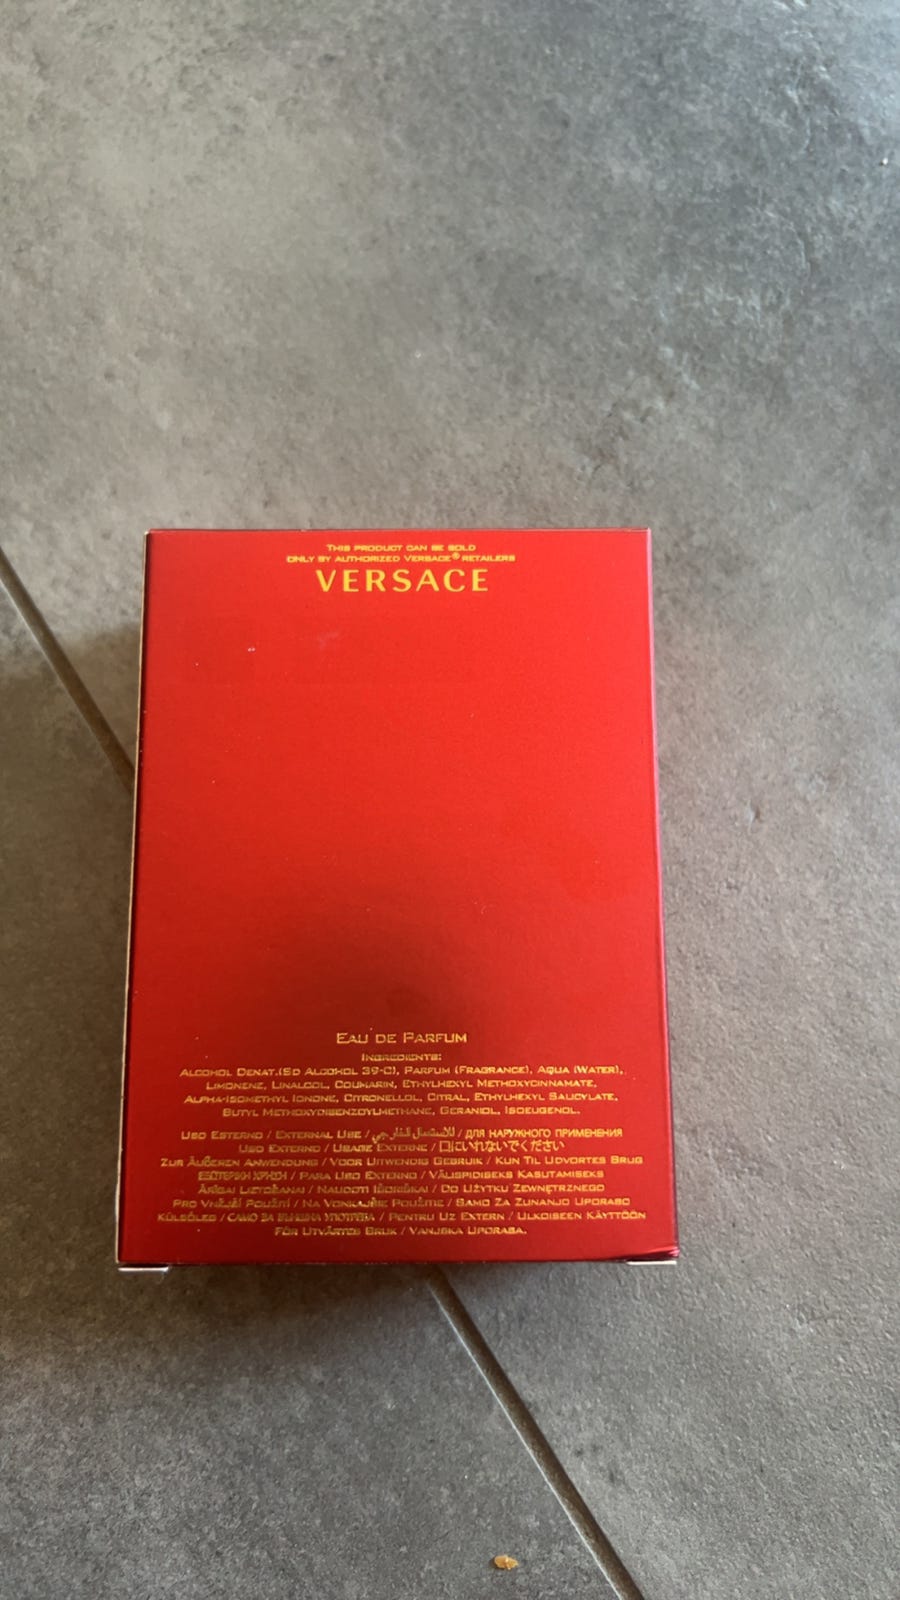 THIS PRODUCT CAN BE SOLD
ONLY BY AUTHORIZED VERSACE® RETAILERS
VERSACE
EAU DE PARFUM
INGREDIENTS:
ALCOHOL DENAT.(SD ALCOHOL 39-C), PARFUM (FRAGRANCE), AQUA (WATER),
LIMONENE, LINALOOL, COUMARIN, ETHYLHEXYL METHOXYCINNAMATE,
ALPHA-ISOMETHYL IONONE, CITRONELLOL, CITRAL, ETHYLHEXYL SALICYLATE,
BUTYL METHOXYDIBENZOYLMETHANE, GERANIOL, ISOEUGENOL.
USO ESTERNO / EXTERNAL USE / للاستعمال الخارجي / ДЛЯ НАРУЖНОГО ПРИМЕНЕНИЯ
USO EXTERNO / USAGE EXTERNE / 口にいれないでください
ZUR ÄUßEREN ANWENDUNG / VOOR UITWENDIG GEBRUIK / KUN TIL UDVORTES BRUG
ΕΞΩΤΕΡΙΚΗ ΧΡΗΣΗ / PARA USO EXTERNO / VÄLISPIDISEKS KASUTAMISEKS
ĀRĪGAI LIETOŠANAI / NAUDOTI IŠORIŠKAI / DO UŻYTKU ZEWNĘTRZNEGO
PRO VNĚJŠÍ POUŽITÍ / NA VONKAJŠIE POUŽITIE / SAMO ZA ZUNANJO UPORABO
KÜLSŐLEG / САМО ЗА ВЪНШНА УПОТРЕБА / PENTRU UZ EXTERN / ULKOISEEN KÄYTTÖÖN
FÖR UTVÄRTES BRUK / VANJSKA UPORABA.